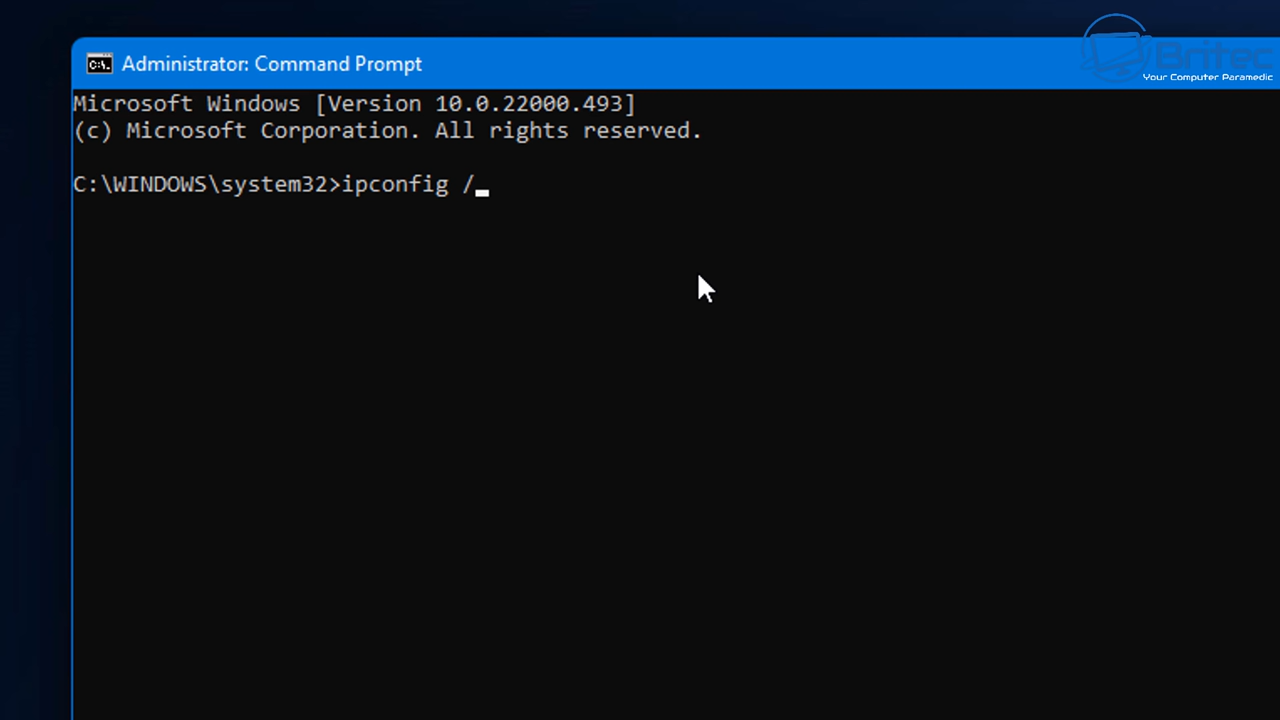 Britec
Your Computer Paramedic
C:\.
Administrator: Command Prompt
Microsoft Windows [Version 10.0.22000.493]
(c) Microsoft Corporation. All rights reserved.
C:\WINDOWS\system32>ipconfig /